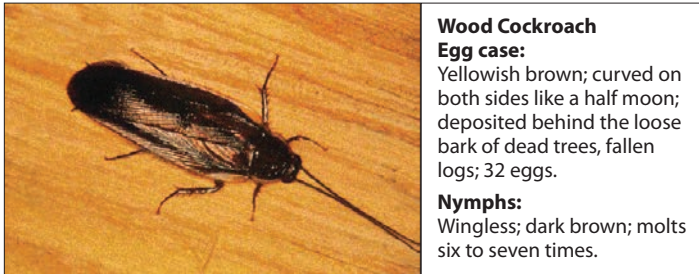 Wood Cockroach
Egg case:
Yellowish brown; curved on
both sides like a half moon;
deposited behind the loose
bark of dead trees, fallen
logs; 32 eggs.
Nymphs:
Wingless; dark brown; molts
six to seven times.